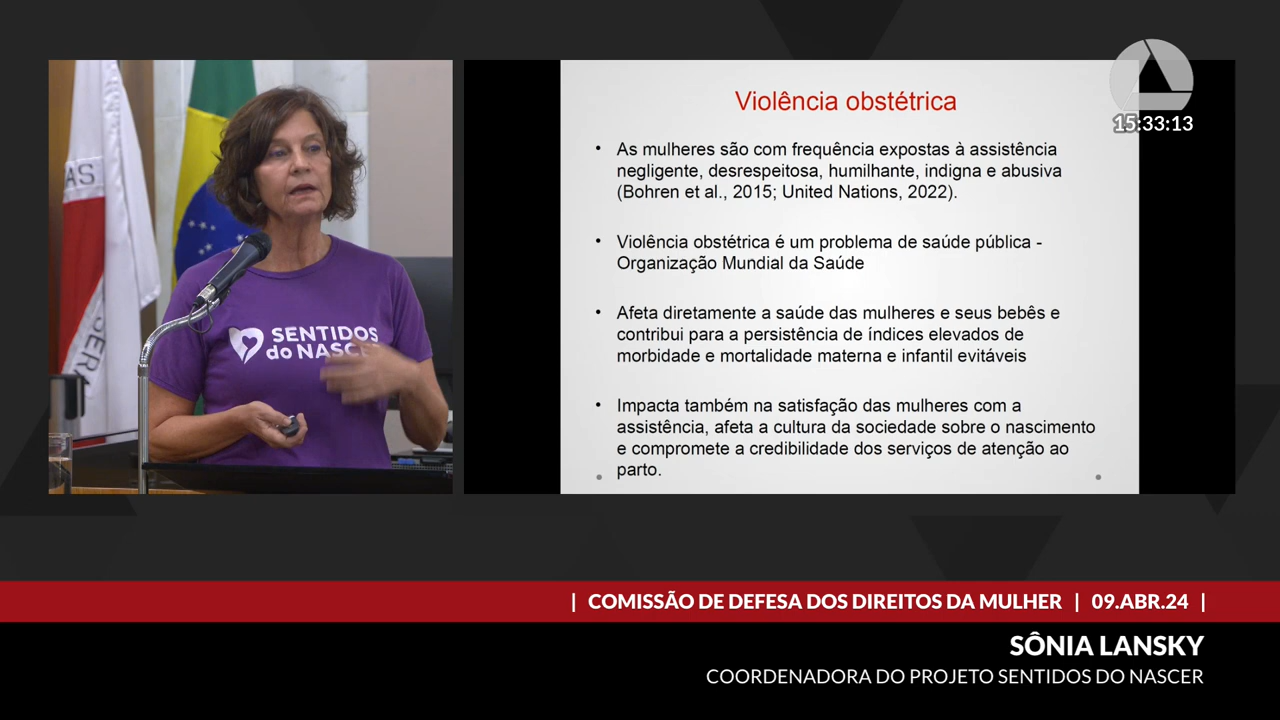 15:33:13
AS
SERA
SENTIDOS
do NASCE
Violência obstétrica
• As mulheres são com frequência expostas à assistência
negligente, desrespeitosa, humilhante, indigna e abusiva
(Bohren et al., 2015; United Nations, 2022).
• Violência obstétrica é um problema de saúde pública -
Organização Mundial da Saúde
• Afeta diretamente a saúde das mulheres e seus bebês e
contribui para a persistência de índices elevados de
morbidade e mortalidade materna e infantil evitáveis
• Impacta também na satisfação das mulheres com a
assistência, afeta a cultura da sociedade sobre o nascimento
e compromete a credibilidade dos serviços de atenção ao
parto.
| COMISSÃO DE DEFESA DOS DIREITOS DA MULHER | 09.ABR.24 |
SÔNIA LANSKY
COORDENADORA DO PROJETO SENTIDOS DO NASCER